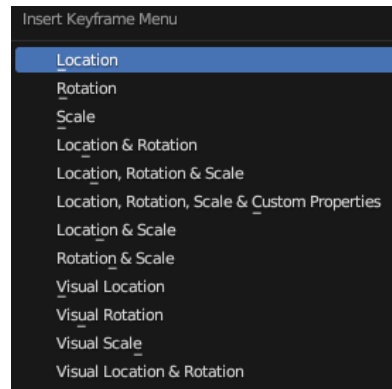 Insert Keyframe Menu
Location
Rotation
Scale
Location & Rotation
Location, Rotation & Scale
Location, Rotation, Scale & Custom Properties
Location & Scale
Rotation & Scale
Visual Location
Visual Rotation
Visual Scale
Visual Location & Rotation